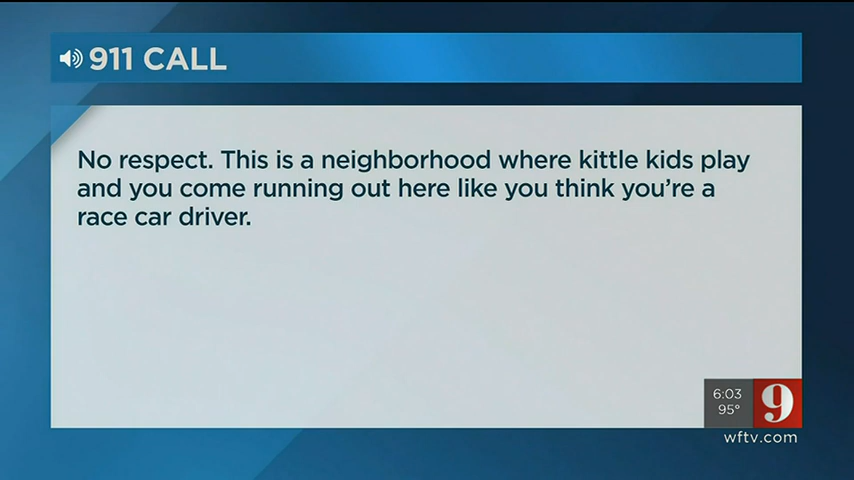 911 CALL
No respect. This is a neighborhood where kittle kids play
and you come running out here like you think you're a
race car driver.
6:03
95°
9
wftv.com